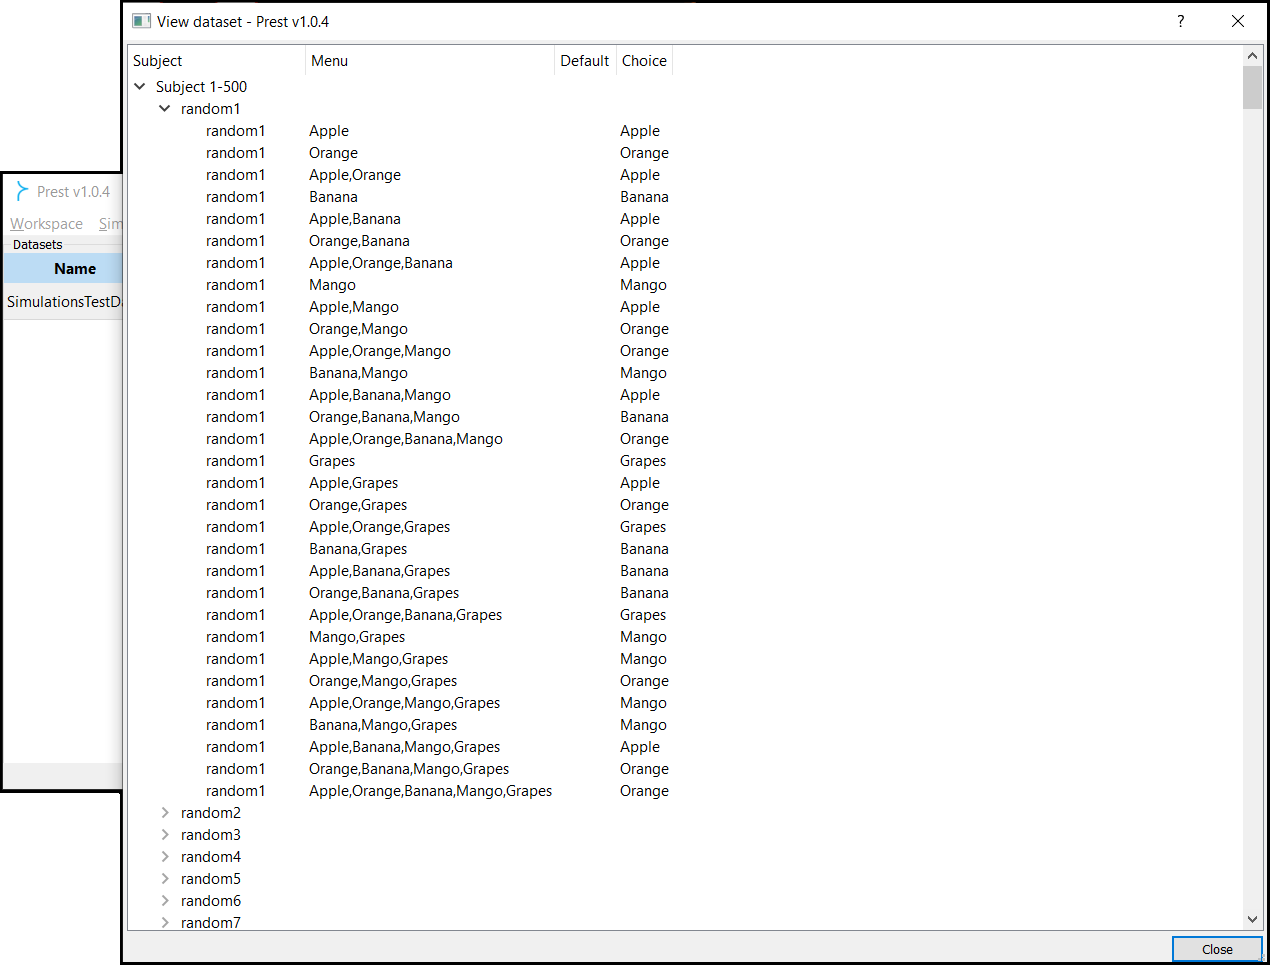 View dataset - Prest v1.0.4
?
Subject Menu Default Choice
Subject 1-500
random1
random1 Apple Apple
random1 Orange Orange
random1 Apple,Orange Apple
random1 Banana Banana
random1 Apple,Banana Apple
random1 Orange,Banana Orange
random1 Apple,Orange,Banana Apple
random1 Mango Mango
random1 Apple,Mango Apple
random1 Orange,Mango Orange
random1 Apple,Orange,Mango Orange
random1 Banana,Mango Mango
random1 Apple,Banana,Mango Apple
random1 Orange,Banana,Mango Banana
random1 Apple,Orange,Banana,Mango Orange
random1 Grapes Grapes
random1 Apple,Grapes Apple
random1 Orange,Grapes Orange
random1 Apple,Orange,Grapes Grapes
random1 Banana,Grapes Banana
random1 Apple,Banana,Grapes Banana
random1 Orange,Banana,Grapes Banana
random1 Apple,Orange,Banana,Grapes Grapes
random1 Mango,Grapes Mango
random1 Apple,Mango,Grapes Mango
random1 Orange,Mango,Grapes Orange
random1 Apple,Orange,Mango,Grapes Mango
random1 Banana,Mango,Grapes Mango
random1 Apple,Banana,Mango,Grapes Apple
random1 Orange,Banana,Mango,Grapes Orange
random1 Apple,Orange,Banana,Mango,Grapes Orange
random2
random3
random4
random5
random6
random7
Close
Prest v1.0.4
Workspace Sim
Datasets
Name
SimulationsTestDa